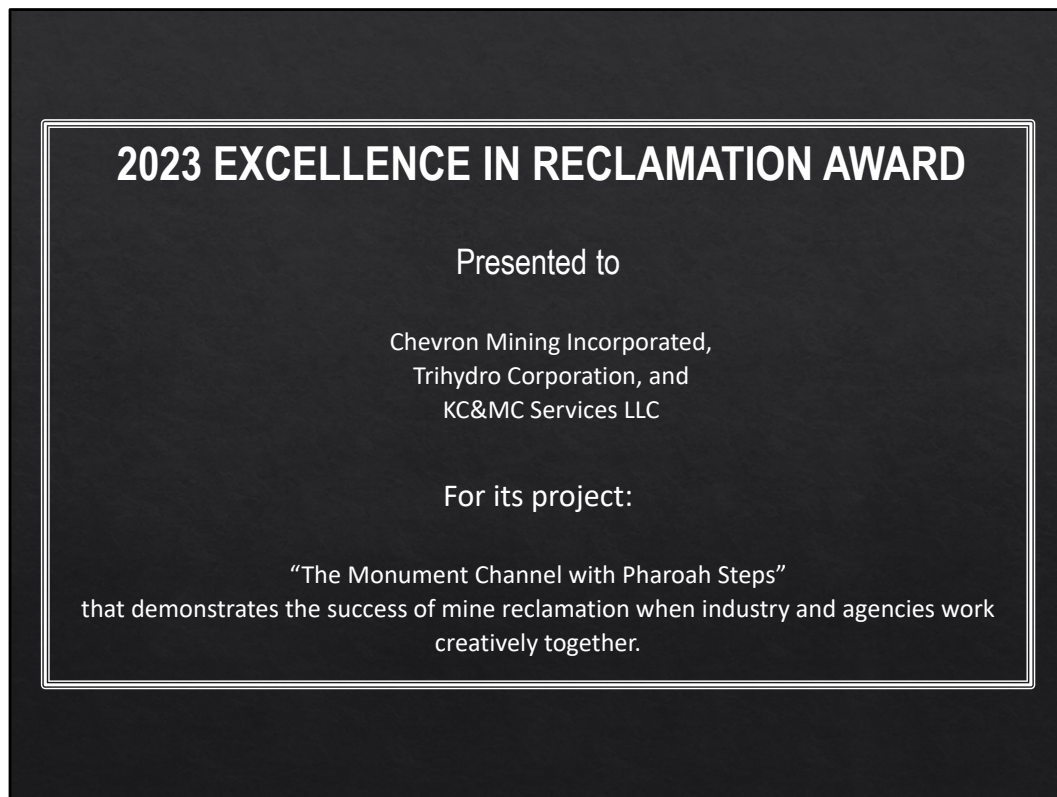 2023 EXCELLENCE IN RECLAMATION AWARD
Presented to
Chevron Mining Incorporated,
Trihydro Corporation, and
KC&MC Services LLC
For its project:
“The Monument Channel with Pharoah Steps”
that demonstrates the success of mine reclamation when industry and agencies work
creatively together.